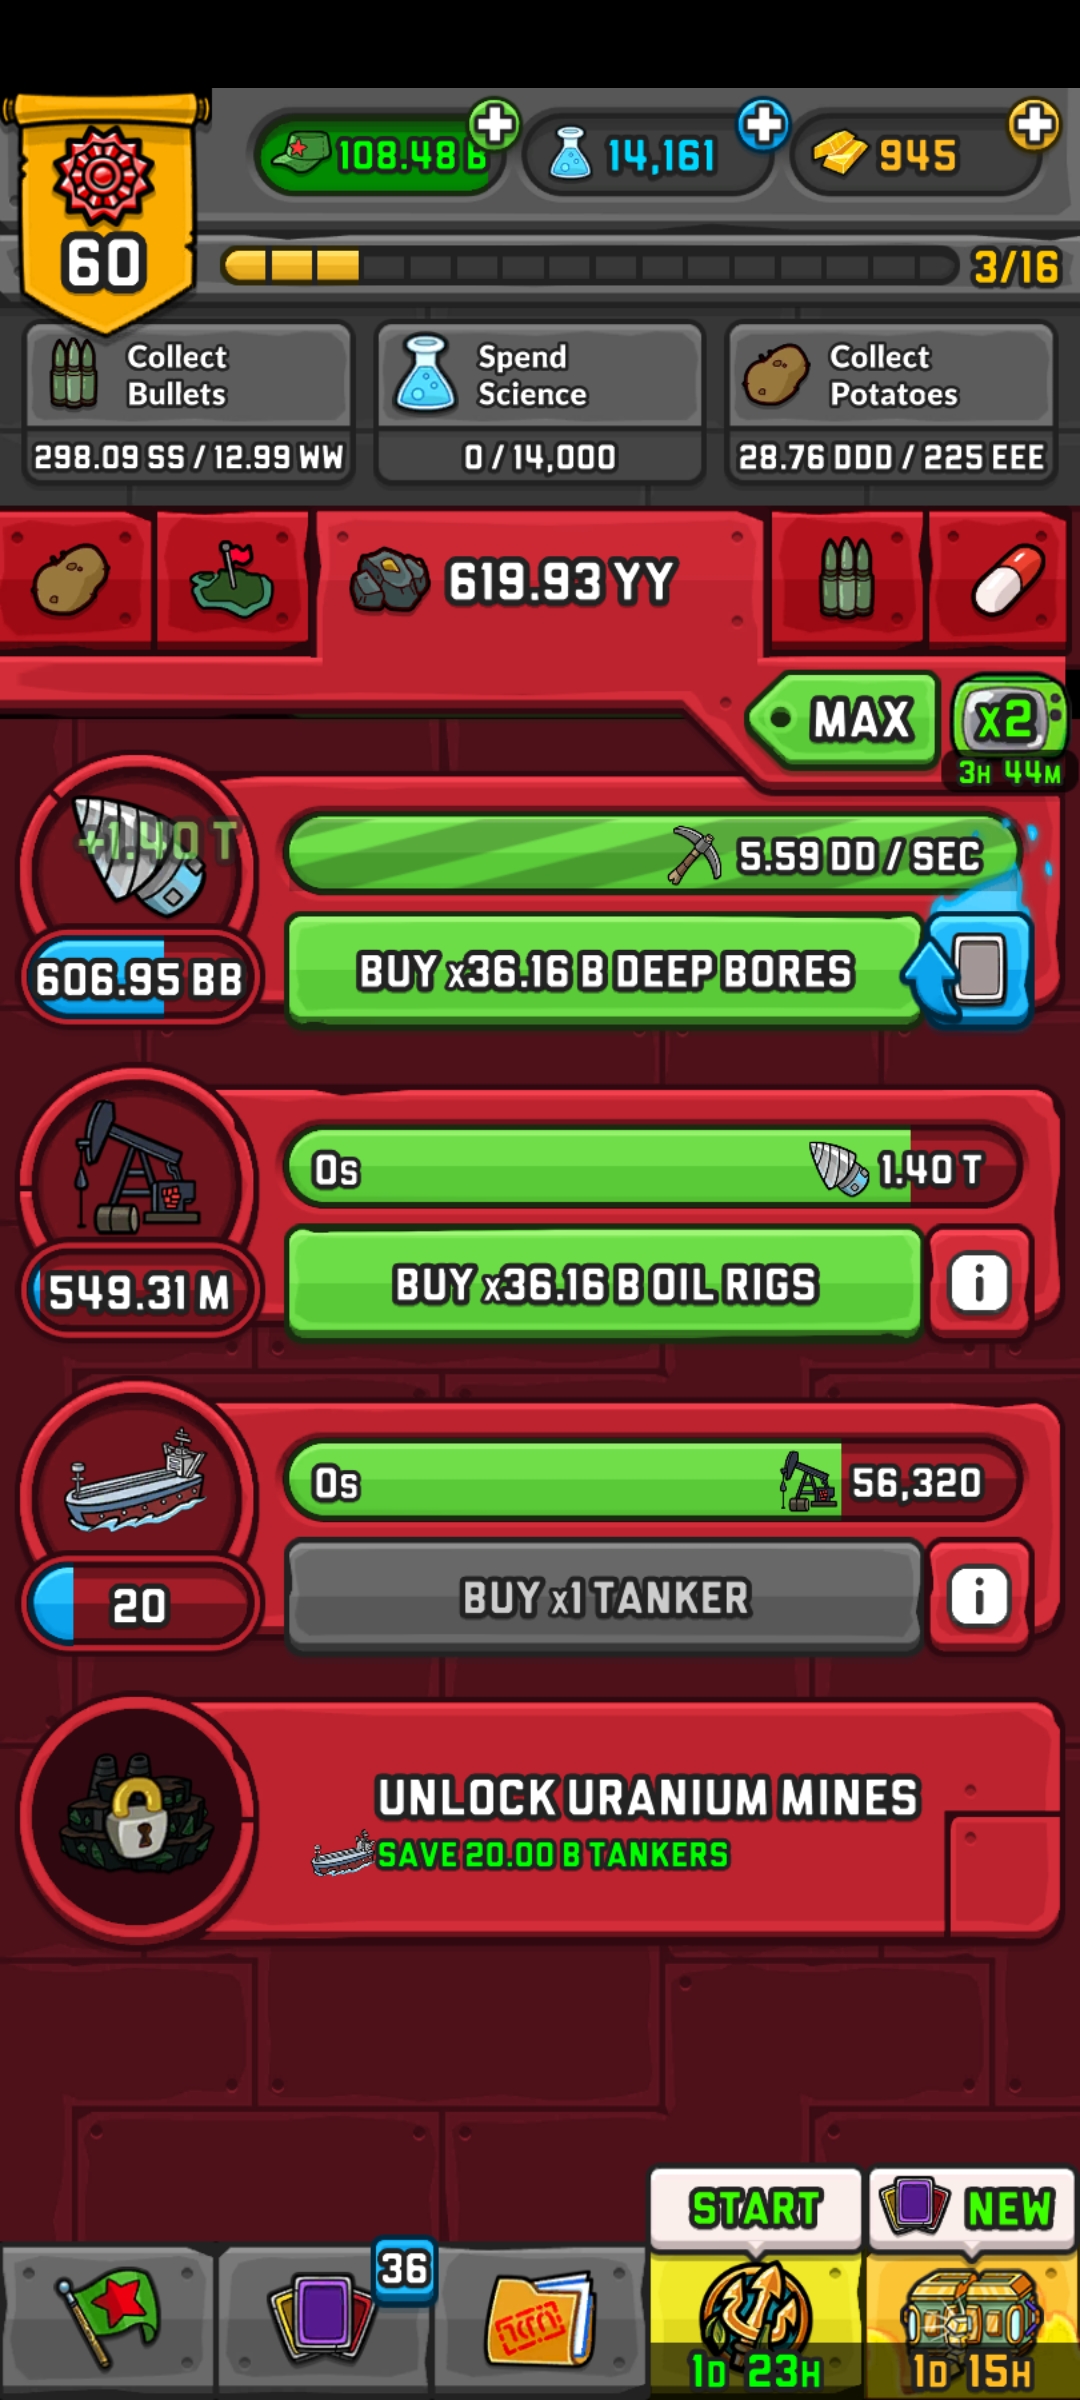 108.48 B
14,161
945
60
3/16
Collect
Bullets
298.09 SS / 12.99 WW
Spend
Science
0 / 14,000
Collect
Potatoes
28.76 DDD / 225 EEE
619.93 YY
MAX
x2
3H 44M
+1.40 T
5.59 DD / SEC
606.95 BB
BUY x36.16 B DEEP BORES
0s
1.40 T
549.31 M
BUY x36.16 B OIL RIGS
i
0s
56,320
20
BUY x1 TANKER
i
UNLOCK URANIUM MINES
SAVE 20.00 B TANKERS
START
NEW
36
1D 23H
1D 15H